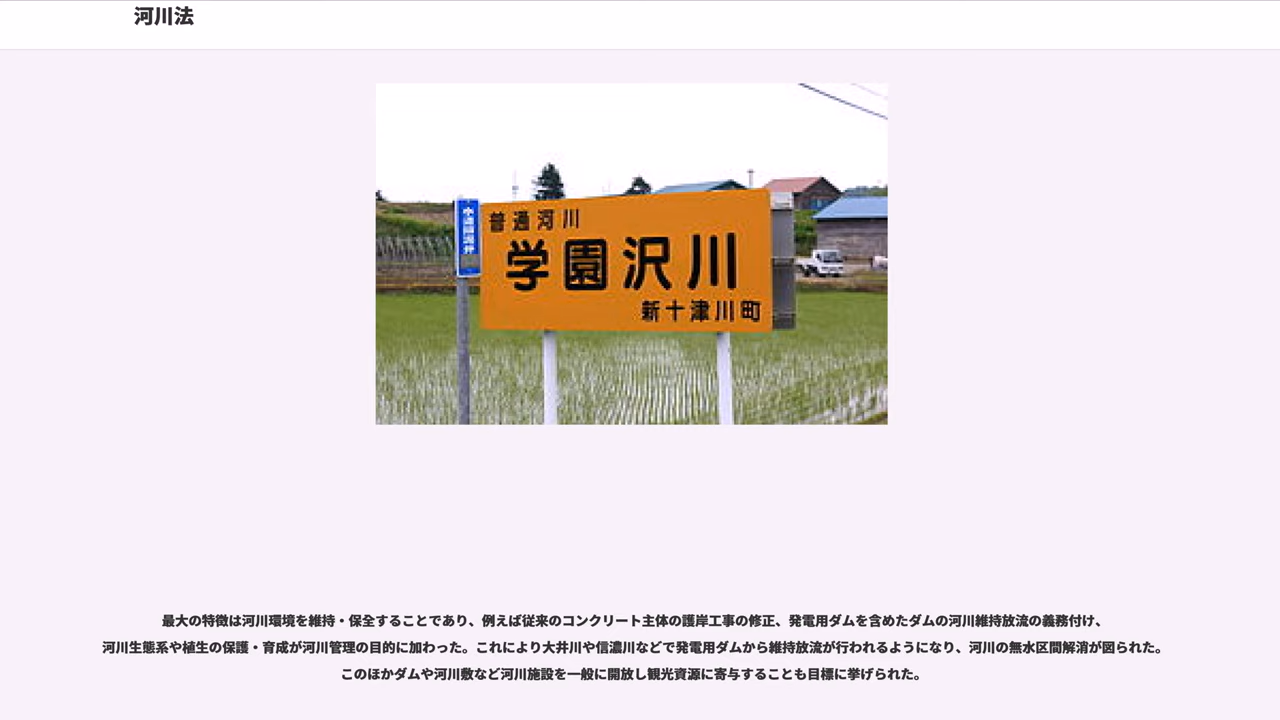 河川法
普通河川
学園沢川
新十津川町
最大の特徴は河川環境を維持・保全することであり、例えば従来のコンクリート主体の護岸工事の修正、発電用ダムを含めたダムの河川維持放流の義務付け、
河川生態系や植生の保護・育成が河川管理の目的に加わった。これにより大井川や信濃川などで発電用ダムから維持放流が行われるようになり、河川の無水区間解消が図られた。
このほかダムや河川敷など河川施設を一般に開放し観光資源に寄与することも目標に挙げられた。